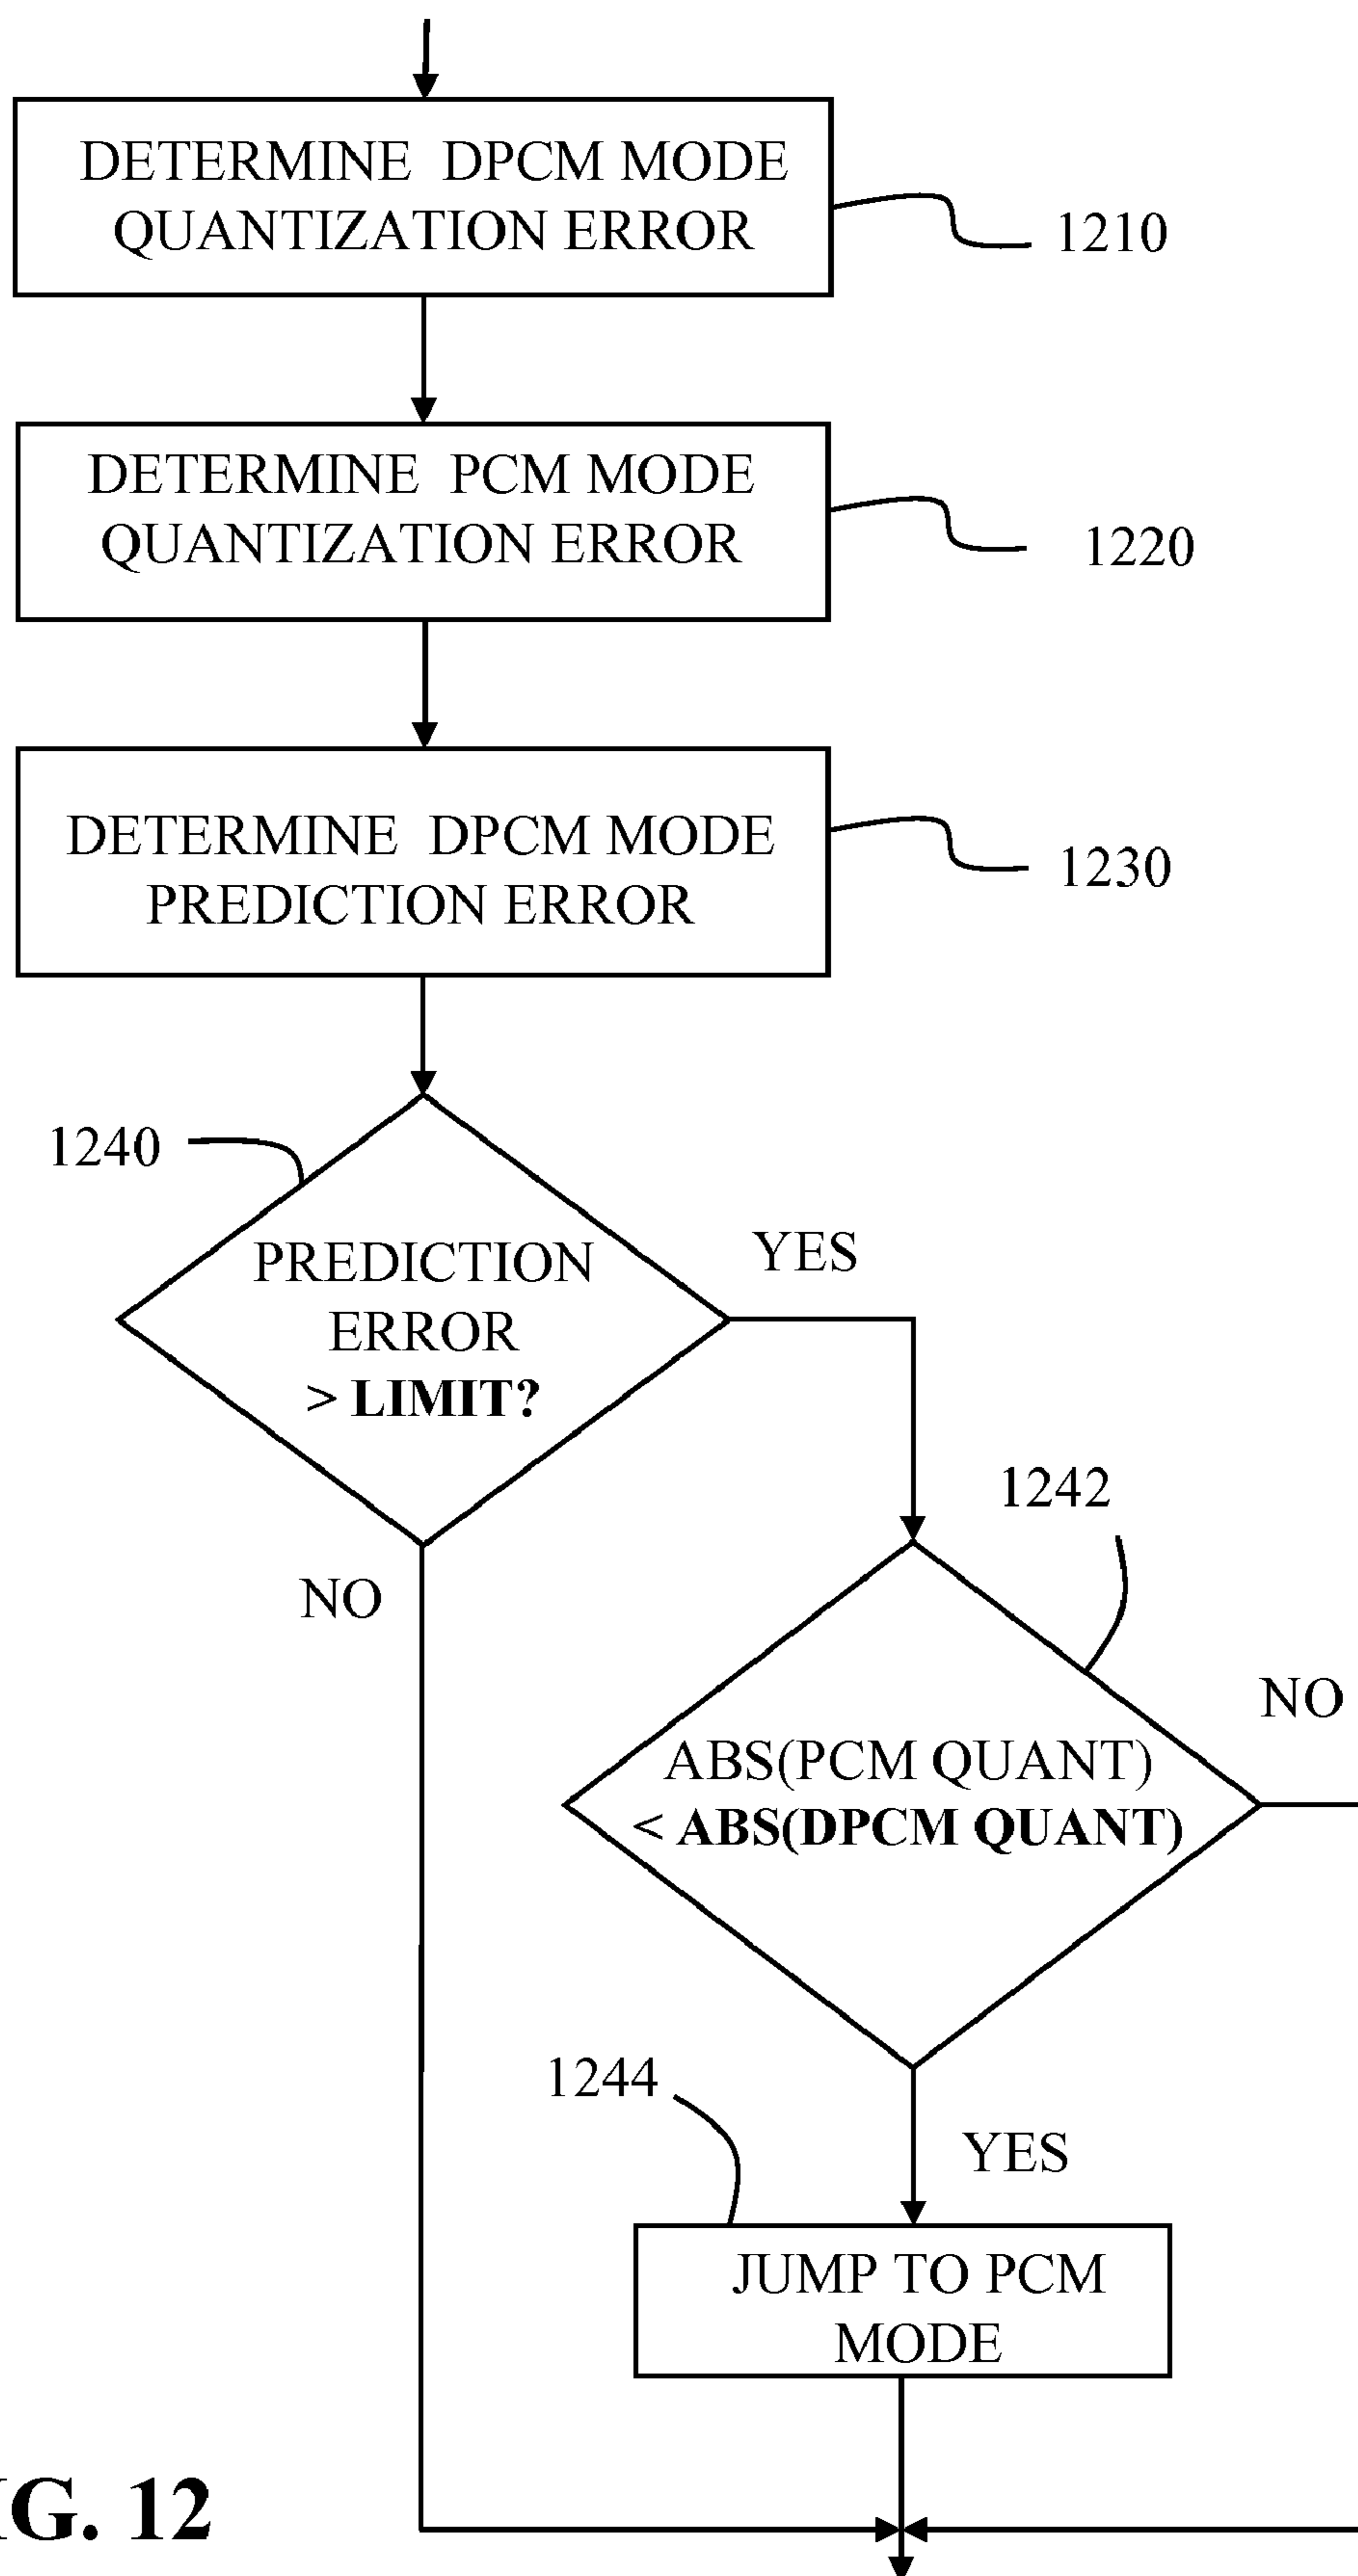 DETERMINE DPCM MODE
QUANTIZATION ERROR
1210
DETERMINE PCM MODE
QUANTIZATION ERROR
1220
DETERMINE DPCM MODE
PREDICTION ERROR
1230
1240
PREDICTION
ERROR
> LIMIT?
YES
NO
1242
ABS(PCM QUANT)
< ABS(DPCM QUANT)
NO
1244
YES
JUMP TO PCM
MODE
G. 12